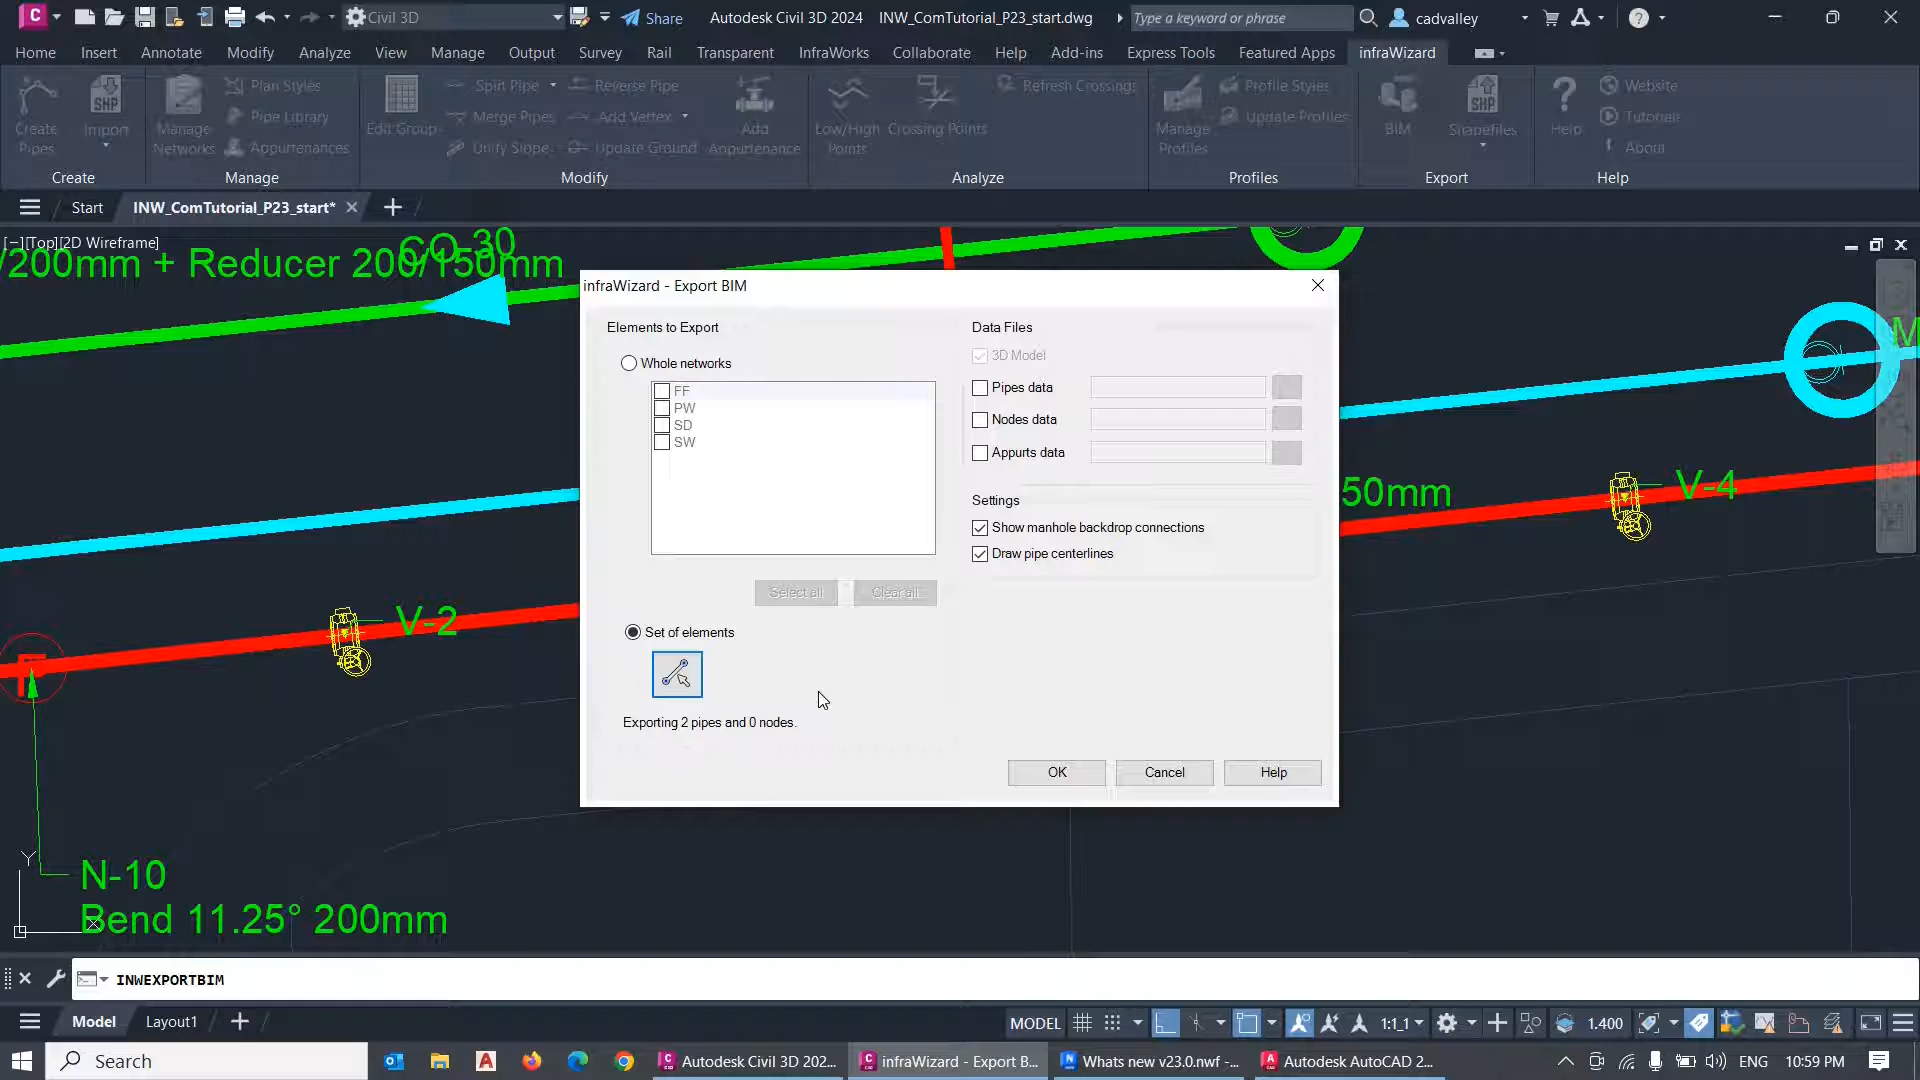 Civil 3D
Share
Autodesk Civil 3D 2024 INW_ComTutorial_P23_start.dwg
Type a keyword or phrase
cadvalley
Home Insert Annotate Modify Analyze View Manage Output Survey Rail Transparent InfraWorks Collaborate Help Add-ins Express Tools Featured Apps infraWizard
Create Pipes
Import
Manage Networks
Plan Styles
Pipe Library
Appurtenances
Edit Group
Split Pipe
Merge Pipes
Unify Slope
Reverse Pipe
Add Vertex
Update Ground
Add Appurtenance
Low/High Points
Crossing Points
Refresh Crossings
Manage Profiles
Profile Styles
Update Profiles
BIM
SHP
Shapefiles
Help
Website
Tutorials
About
Create Manage Modify Analyze Profiles Export Help
Start INW_ComTutorial_P23_start*
[−][Top][2D Wireframe]
CO-30
/200mm + Reducer 200/150mm
infraWizard - Export BIM
Elements to Export
Whole networks
FF
PW
SD
SW
Select all Clear all
Set of elements
Exporting 2 pipes and 0 nodes.
Data Files
3D Model
Pipes data
Nodes data
Appurts data
Settings
Show manhole backdrop connections
Draw pipe centerlines
OK Cancel Help
M
50mm
V-4
V-2
N-10
Bend 11.25° 200mm
Y
X
INWEXPORTBIM
Model Layout1
MODEL
1:1_1
1.400
Search
Autodesk Civil 3D 202...
infraWizard - Export B...
Whats new v23.0.nwf -...
Autodesk AutoCAD 2...
ENG
10:59 PM